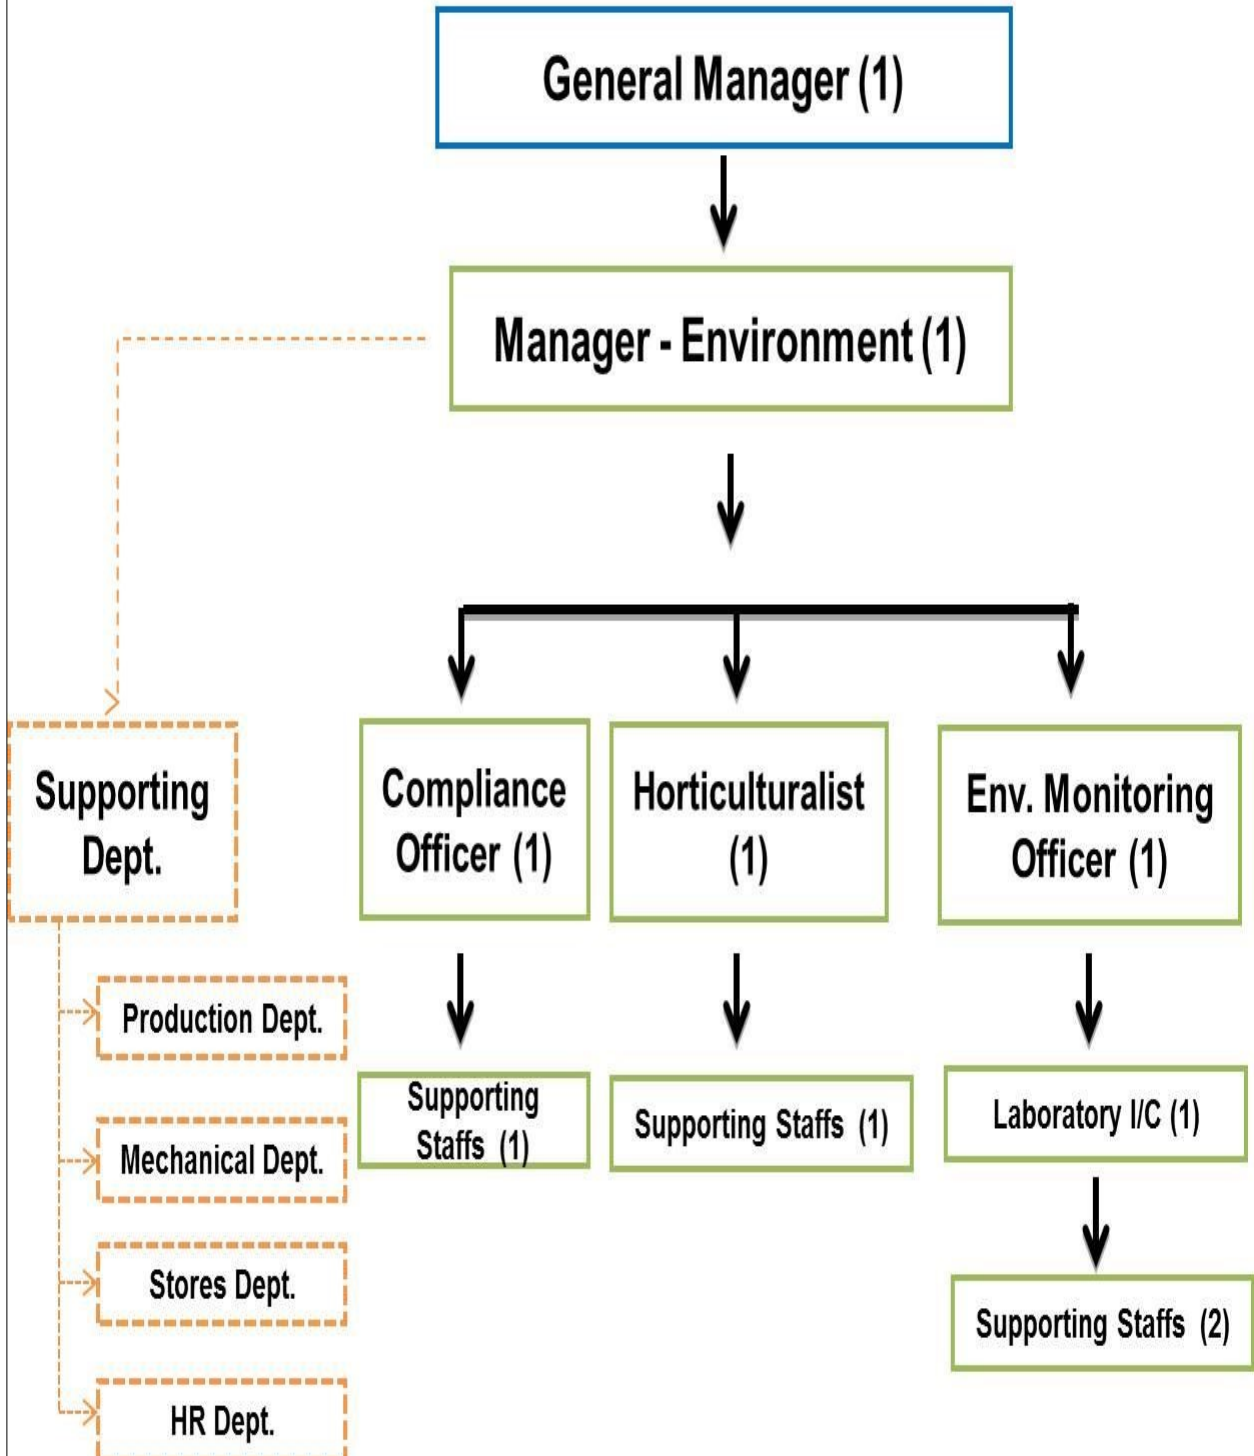 General Manager (1)
Manager - Environment (1)
Supporting
Dept.
Compliance
Officer (1)
Horticulturalist
(1)
Env. Monitoring
Officer (1)
Production Dept.
Mechanical Dept.
Stores Dept.
HR Dept.
Supporting
Staffs (1)
Supporting Staffs (1)
Laboratory I/C (1)
Supporting Staffs (2)